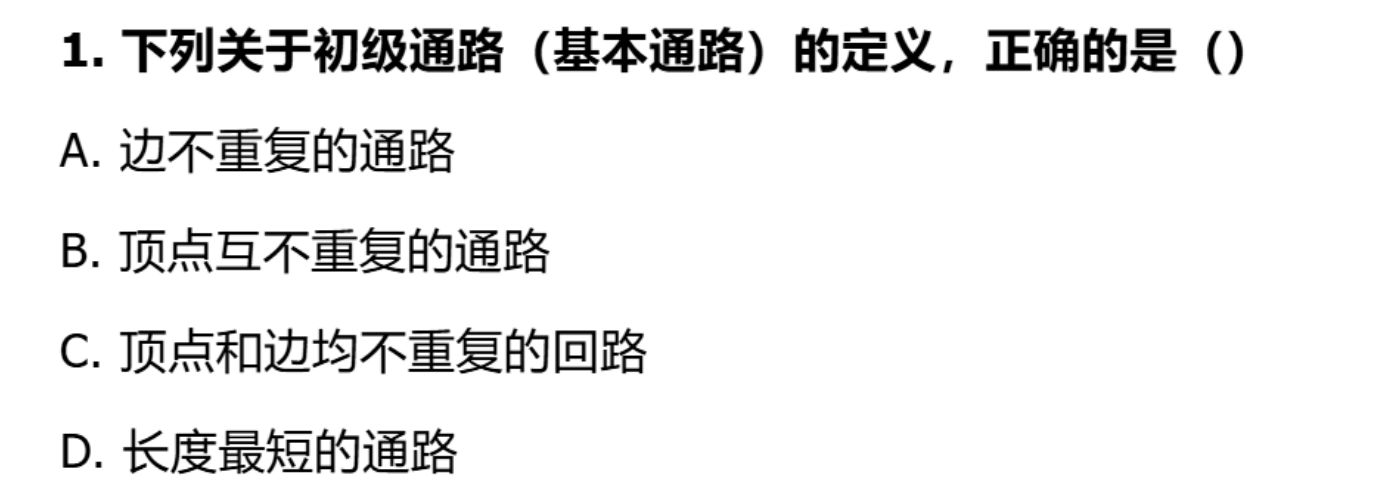 1. 下列关于初级通路（基本通路）的定义，正确的是（）
A. 边不重复的通路
B. 顶点互不重复的通路
C. 顶点和边均不重复的回路
D. 长度最短的通路